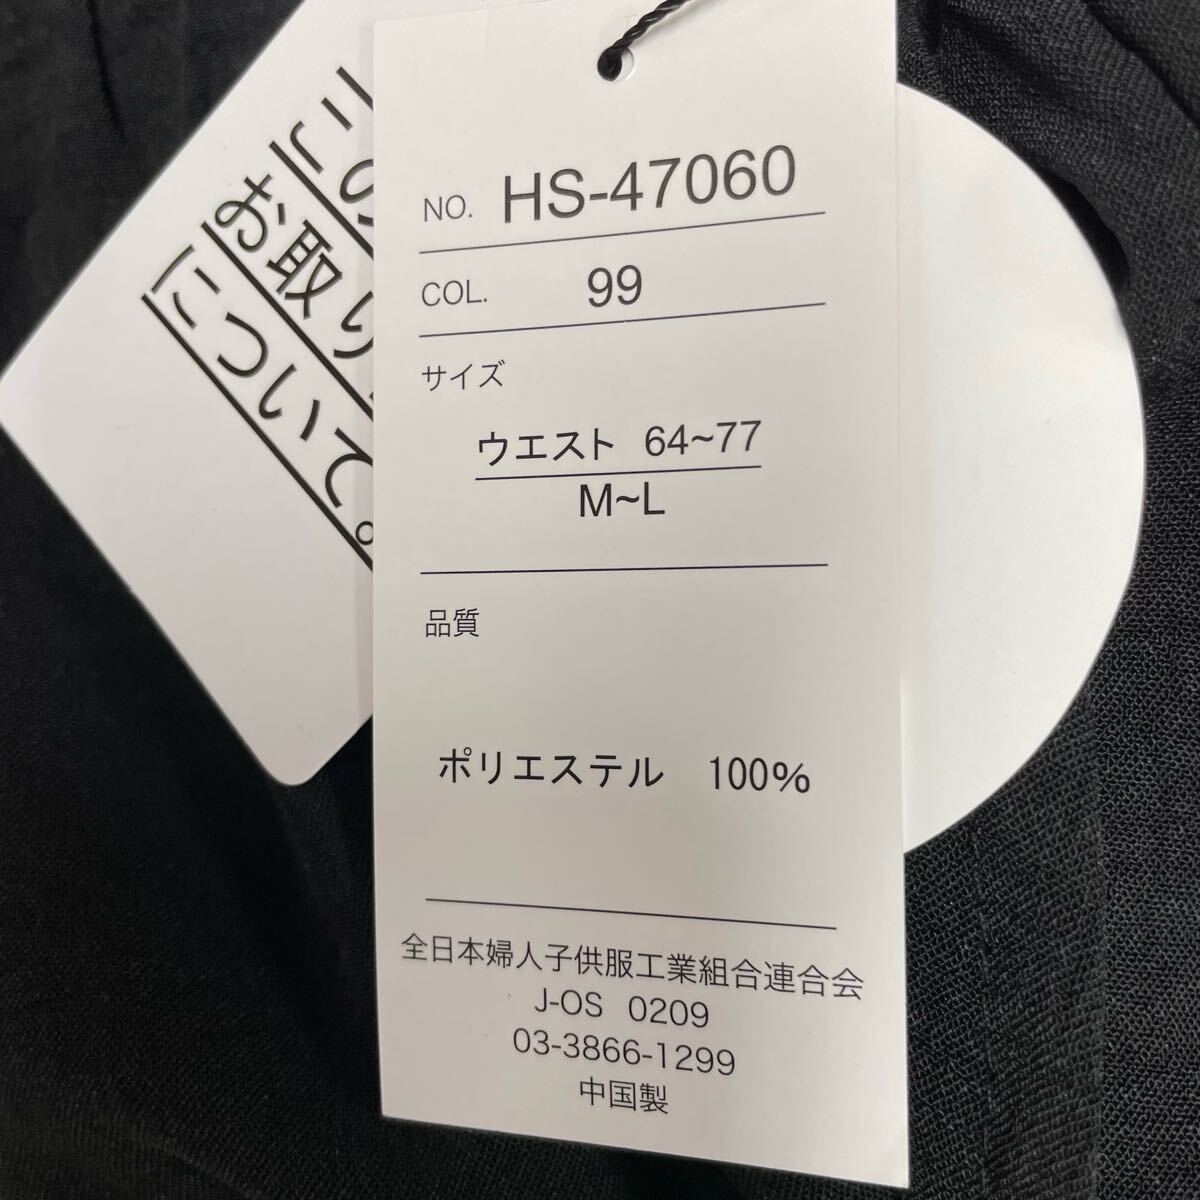 この
お取り
について。
NO. HS-47060
COL. 99
サイズ
ウエスト 64~77
M~L
品質
ポリエステル 100%
全日本婦人子供服工業組合連合会
J-OS 0209
03-3866-1299
中国製